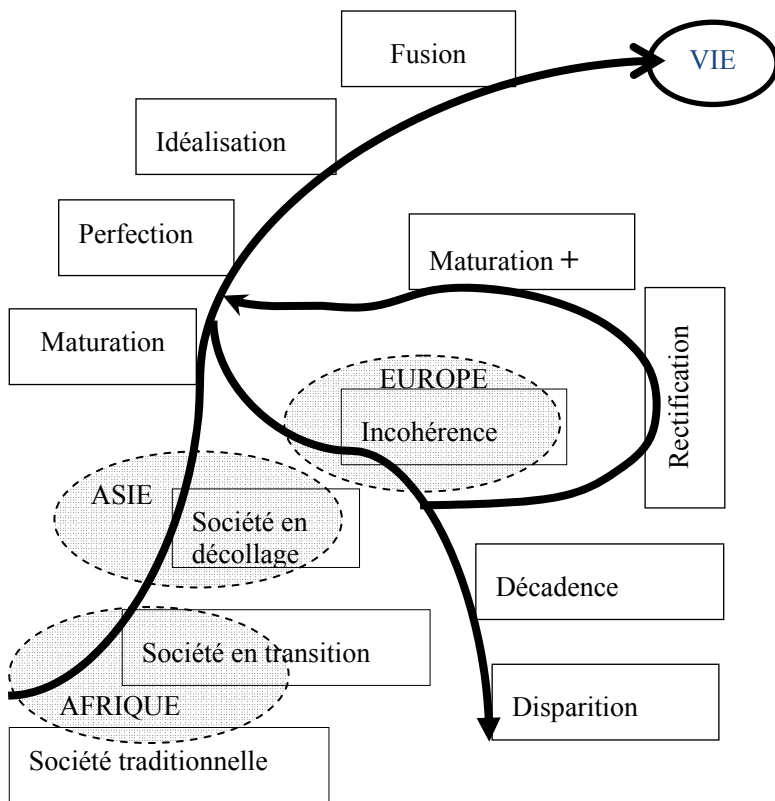 Fusion
VIE
Idéalisation
Perfection
Maturation +
Maturation
Rectification
EUROPE
Incohérence
ASIE
Société en
décollage
Décadence
Société en transition
AFRIQUE
Disparition
Société traditionnelle